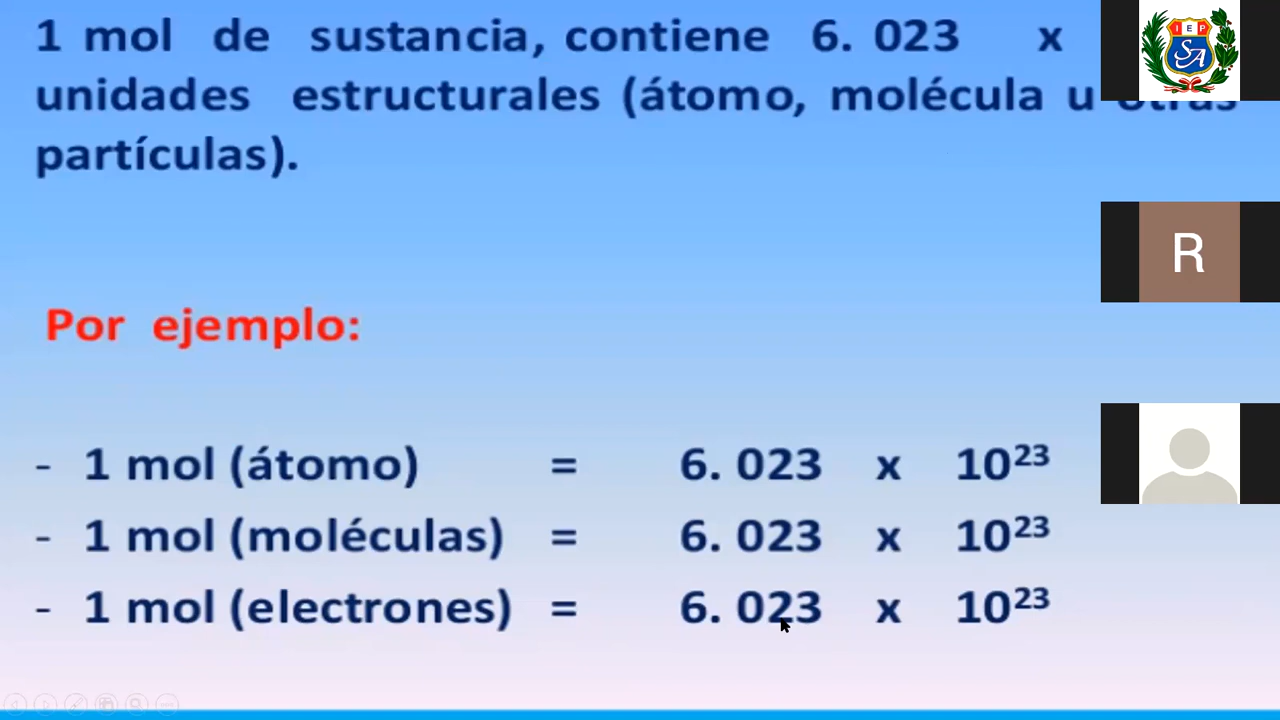 1 mol de sustancia, contiene 6. 023 x
unidades estructurales (átomo, molécula u otras
partículas).
IEP
SA
R
Por ejemplo:
- 1 mol (átomo) = 6. 023 x 10²³
- 1 mol (moléculas) = 6. 023 x 10²³
- 1 mol (electrones) = 6. 023 x 10²³